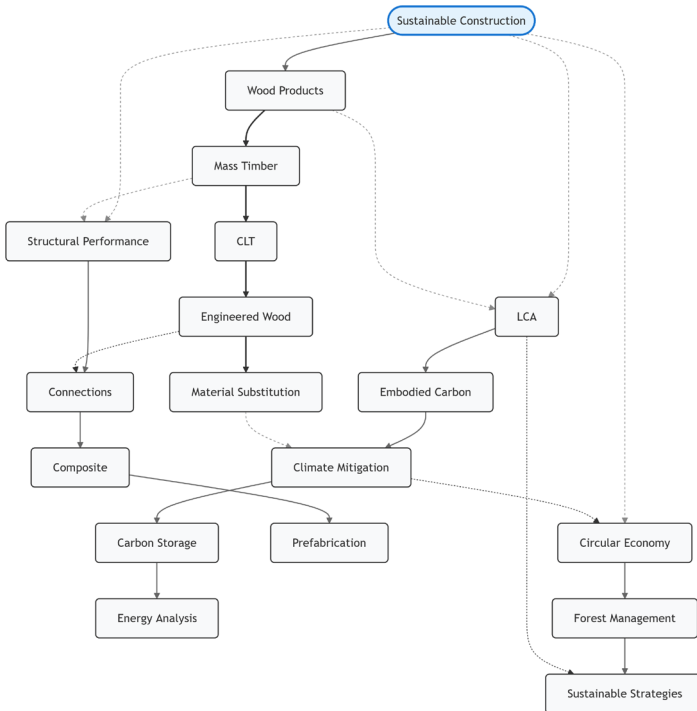 Sustainable Construction
Wood Products
Mass Timber
Structural Performance
CLT
Engineered Wood
LCA
Connections
Material Substitution
Embodied Carbon
Composite
Climate Mitigation
Carbon Storage
Prefabrication
Circular Economy
Energy Analysis
Forest Management
Sustainable Strategies